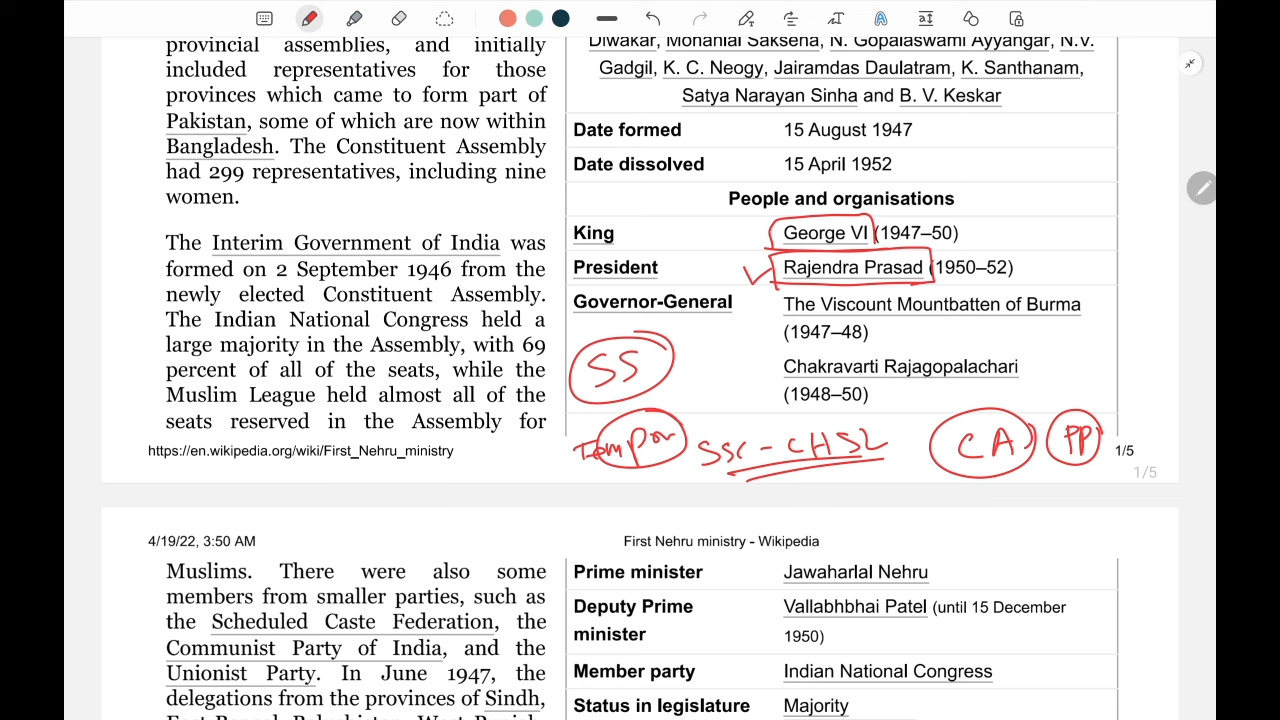 provincial assemblies, and initially
included representatives for those
provinces which came to form part of
Pakistan, some of which are now within
Bangladesh. The Constituent Assembly
had 299 representatives, including nine
women.
The Interim Government of India was
formed on 2 September 1946 from the
newly elected Constituent Assembly.
The Indian National Congress held a
large majority in the Assembly, with 69
percent of all of the seats, while the
Muslim League held almost all of the
seats reserved in the Assembly for
Diwakar, Mohanlal Saksena, N. Gopalaswami Ayyangar, N.V.
Gadgil, K. C. Neogy, Jairamdas Daulatram, K. Santhanam,
Satya Narayan Sinha and B. V. Keskar
Date formed 15 August 1947
Date dissolved 15 April 1952
People and organisations
King George VI (1947–50)
President Rajendra Prasad (1950–52)
Governor-General The Viscount Mountbatten of Burma
(1947–48)
SS
Chakravarti Rajagopalachari
(1948–50)
Tempor SSC - CHSL CA PP
https://en.wikipedia.org/wiki/First_Nehru_ministry 1/5
1/5
4/19/22, 3:50 AM First Nehru ministry - Wikipedia
Muslims. There were also some
members from smaller parties, such as
the Scheduled Caste Federation, the
Communist Party of India, and the
Unionist Party. In June 1947, the
delegations from the provinces of Sindh,
Prime minister Jawaharlal Nehru
Deputy Prime Vallabhbhai Patel (until 15 December
minister 1950)
Member party Indian National Congress
Status in legislature Majority